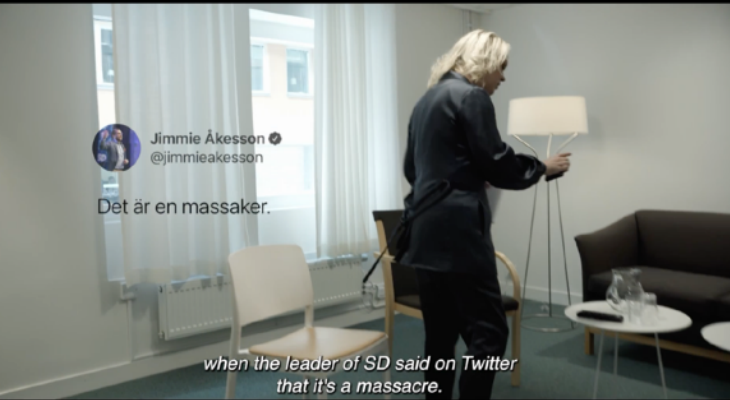 Jimmie Åkesson
@jimmieakesson
Det är en massaker.
when the leader of SD said on Twitter
that it's a massacre.